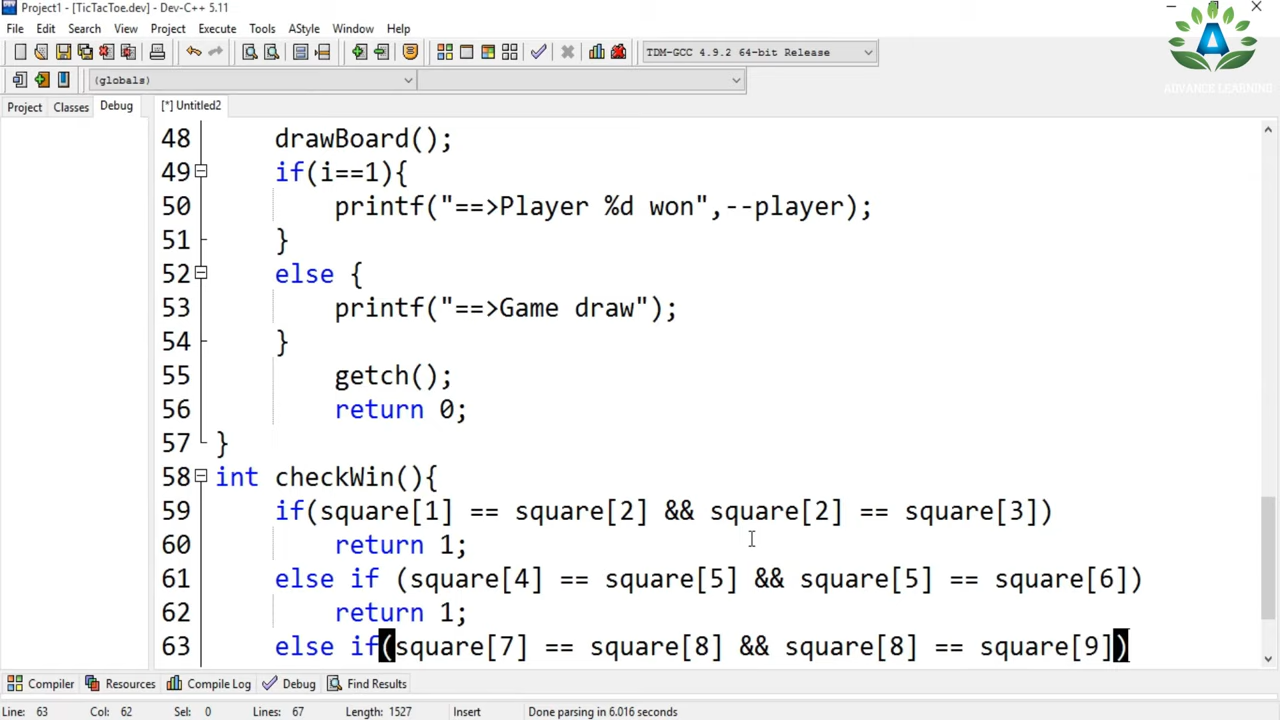 Project1 - [TicTacToe.dev] - Dev-C++ 5.11
File Edit Search View Project Execute Tools AStyle Window Help
TDM-GCC 4.9.2 64-bit Release
(globals)
Project Classes Debug [*] Untitled2
A
ADVANCE LEARNING
48 drawBoard();
49 if(i==1){
50 printf("==>Player %d won",--player);
51 }
52 else {
53 printf("==>Game draw");
54 }
55 getch();
56 return 0;
57 }
58 int checkWin(){
59 if(square[1] == square[2] && square[2] == square[3])
60 return 1;
61 else if (square[4] == square[5] && square[5] == square[6])
62 return 1;
63 else if(square[7] == square[8] && square[8] == square[9])
Compiler Resources Compile Log Debug Find Results
Line: 63 Col: 62 Sel: 0 Lines: 67 Length: 1527 Insert Done parsing in 6.016 seconds